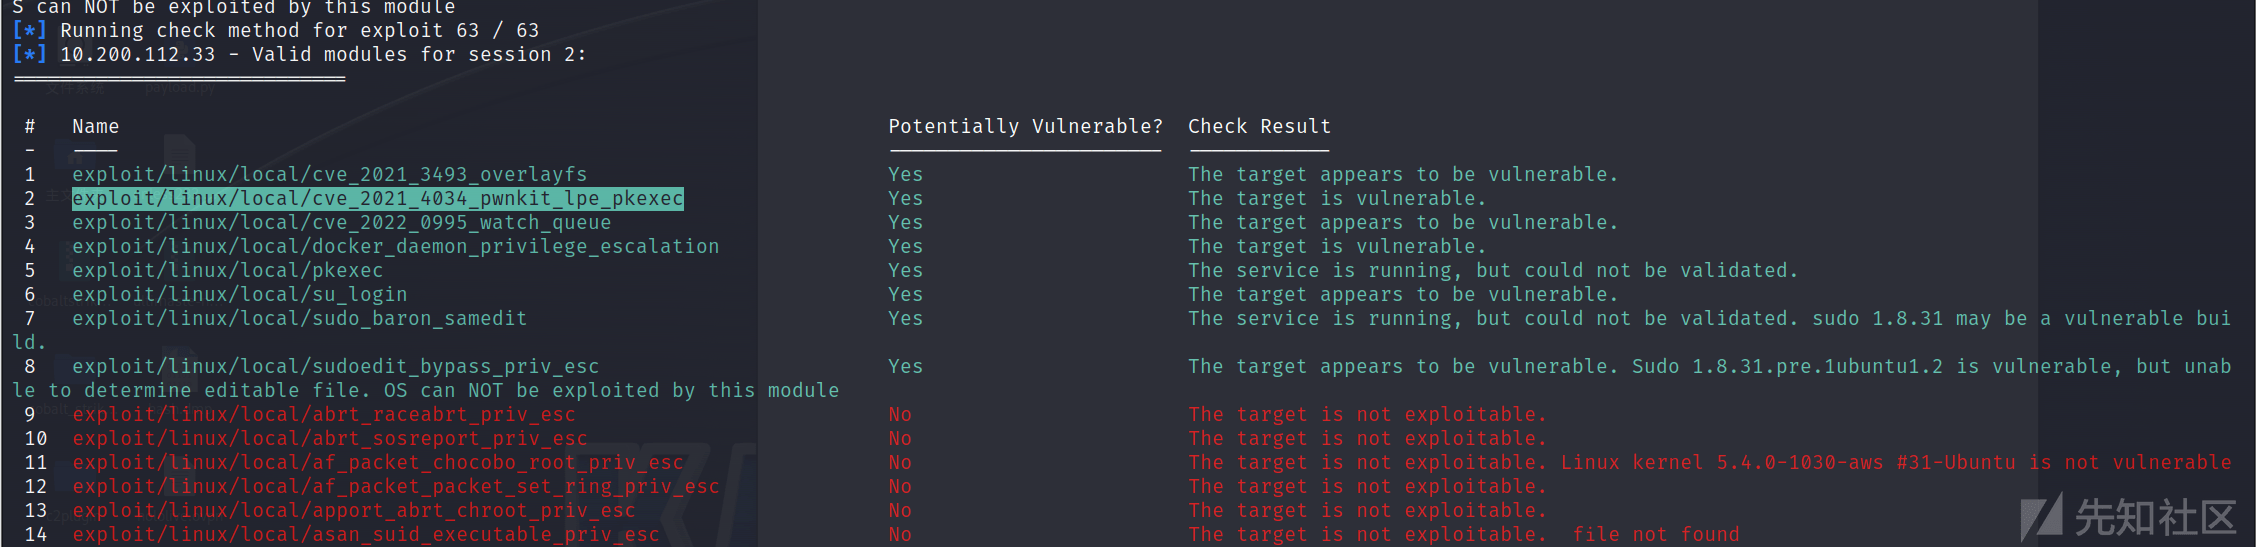 S can NOT be exploited by this module
[*] Running check method for exploit 63 / 63
[*] 10.200.112.33 - Valid modules for session 2:
============================
文件系统 payload.py
# Name Potentially Vulnerable? Check Result
- ---- ----------------------- ------------
1 exploit/linux/local/cve_2021_3493_overlayfs Yes The target appears to be vulnerable.
2 exploit/linux/local/cve_2021_4034_pwnkit_lpe_pkexec Yes The target is vulnerable.
3 exploit/linux/local/cve_2022_0995_watch_queue Yes The target appears to be vulnerable.
4 exploit/linux/local/docker_daemon_privilege_escalation Yes The target is vulnerable.
5 exploit/linux/local/pkexec Yes The service is running, but could not be validated.
6 exploit/linux/local/su_login Yes The target appears to be vulnerable.
7 exploit/linux/local/sudo_baron_samedit Yes The service is running, but could not be validated. sudo 1.8.31 may be a vulnerable bui
ld.
8 exploit/linux/local/sudoedit_bypass_priv_esc Yes The target appears to be vulnerable. Sudo 1.8.31.pre.1ubuntu1.2 is vulnerable, but unab
le to determine editable file. OS can NOT be exploited by this module
9 exploit/linux/local/abrt_raceabrt_priv_esc No The target is not exploitable.
10 exploit/linux/local/abrt_sosreport_priv_esc No The target is not exploitable.
11 exploit/linux/local/af_packet_chocobo_root_priv_esc No The target is not exploitable. Linux kernel 5.4.0-1030-aws #31-Ubuntu is not vulnerable
12 exploit/linux/local/af_packet_packet_set_ring_priv_esc No The target is not exploitable.
13 exploit/linux/local/apport_abrt_chroot_priv_esc No The target is not exploitable.
14 exploit/linux/local/asan_suid_executable_priv_esc No The target is not exploitable.  file not found
先知社区